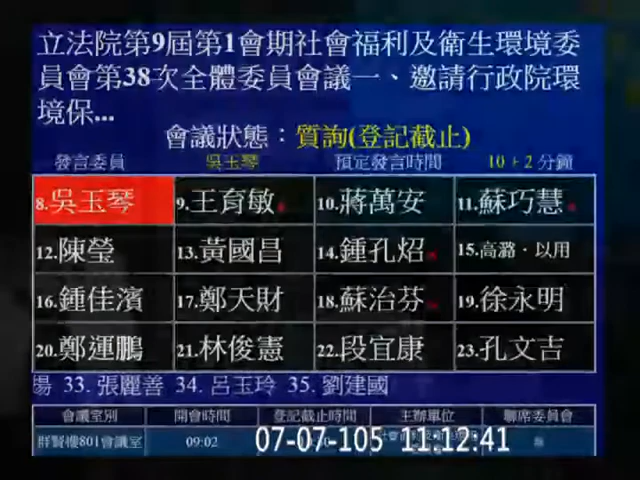 立法院第9屆第1會期社會福利及衛生環境委
員會第38次全體委員會議一、邀請行政院環
境保...
會議狀態：質詢(登記截止)
發言委員 吳玉琴 預定發言時間 10＋2 分鐘
8.吳玉琴 9.王育敏 10.蔣萬安 11.蘇巧慧
12.陳瑩 13.黃國昌 14.鍾孔炤 15.高潞．以用
16.鍾佳濱 17.鄭天財 18.蘇治芬 19.徐永明
20.鄭運鵬 21.林俊憲 22.段宜康 23.孔文吉
33. 張麗善 34. 呂玉玲 35. 劉建國
會議室別 開會時間 登記截止時間 主辦單位 聯席委員會
群賢樓801會議室 09:02 07-07-105 11:12:41